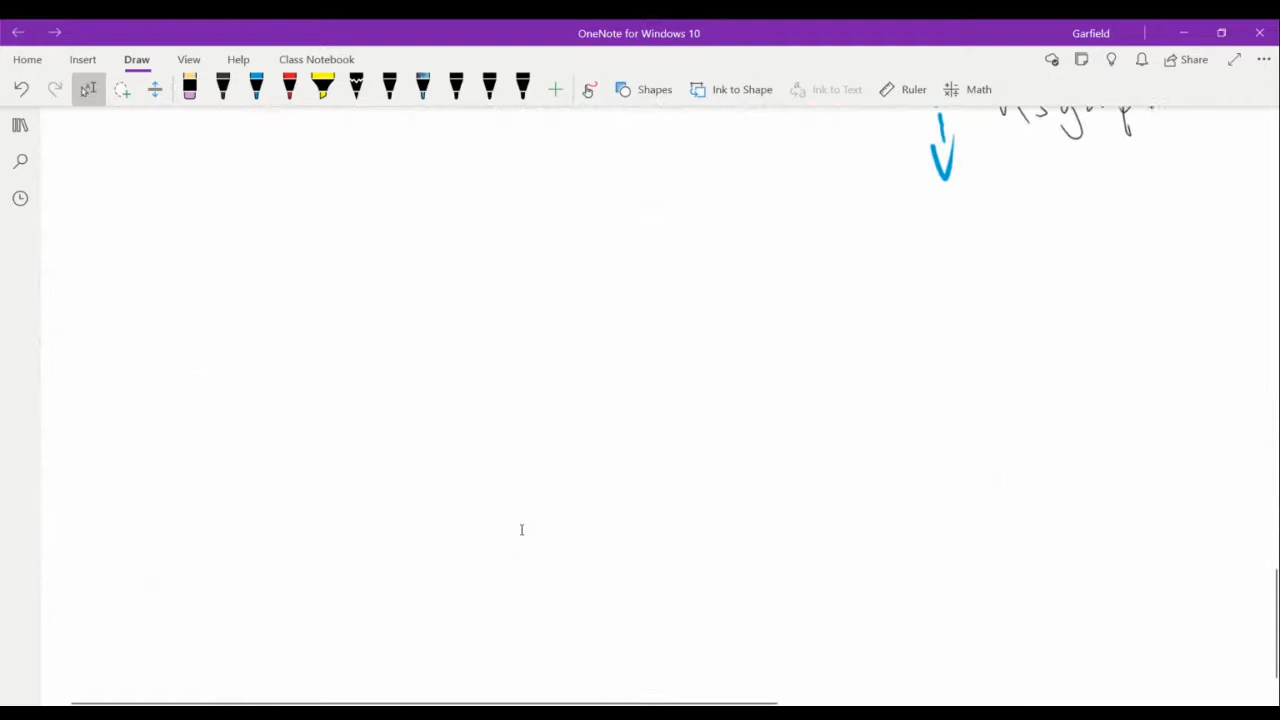 OneNote for Windows 10
Garfield
Home Insert Draw View Help Class Notebook
Share
Shapes Ink to Shape Ink to Text Ruler Math